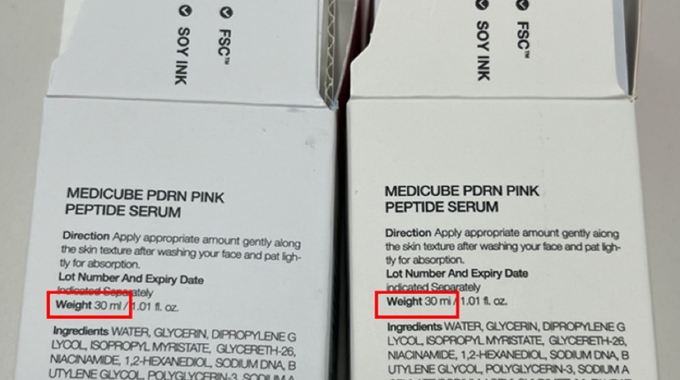 FSC™
SOY INK
MEDICUBE PDRN PINK
PEPTIDE SERUM
Direction Apply appropriate amount gently along
the skin texture after washing your face and pat ligh-
tly for absorption.
Lot Number And Expiry Date
indicated Separately
Weight 30 ml / 1.01 fl. oz.
Ingredients WATER, GLYCERIN, DIPROPYLENE G
LYCOL, ISOPROPYL MYRISTATE, GLYCERETH-26,
NIACINAMIDE, 1,2-HEXANEDIOL, SODIUM DNA, B
UTYLENE GLYCOL, POLYGLYCERIN-3, SODIUM A
FSC™
SOY INK
MEDICUBE PDRN PINK
PEPTIDE SERUM
Direction Apply appropriate amount gently along
the skin texture after washing your face and pat ligh-
tly for absorption.
Lot Number And Expiry Date
indicated Separately
Weight 30 mi / 1.01 fl. oz.
Ingredients WATER, GLYCERIN, DIPROPYLENE G
LYCOL, ISOPROPYL MYRISTATE, GLYCERETH-26,
NIACINAMIDE, 1,2-HEXANEDIOL, SODIUM DNA, B
UTYLENE GLYCOL, POLYGLYCERIN-3, SODIUM A